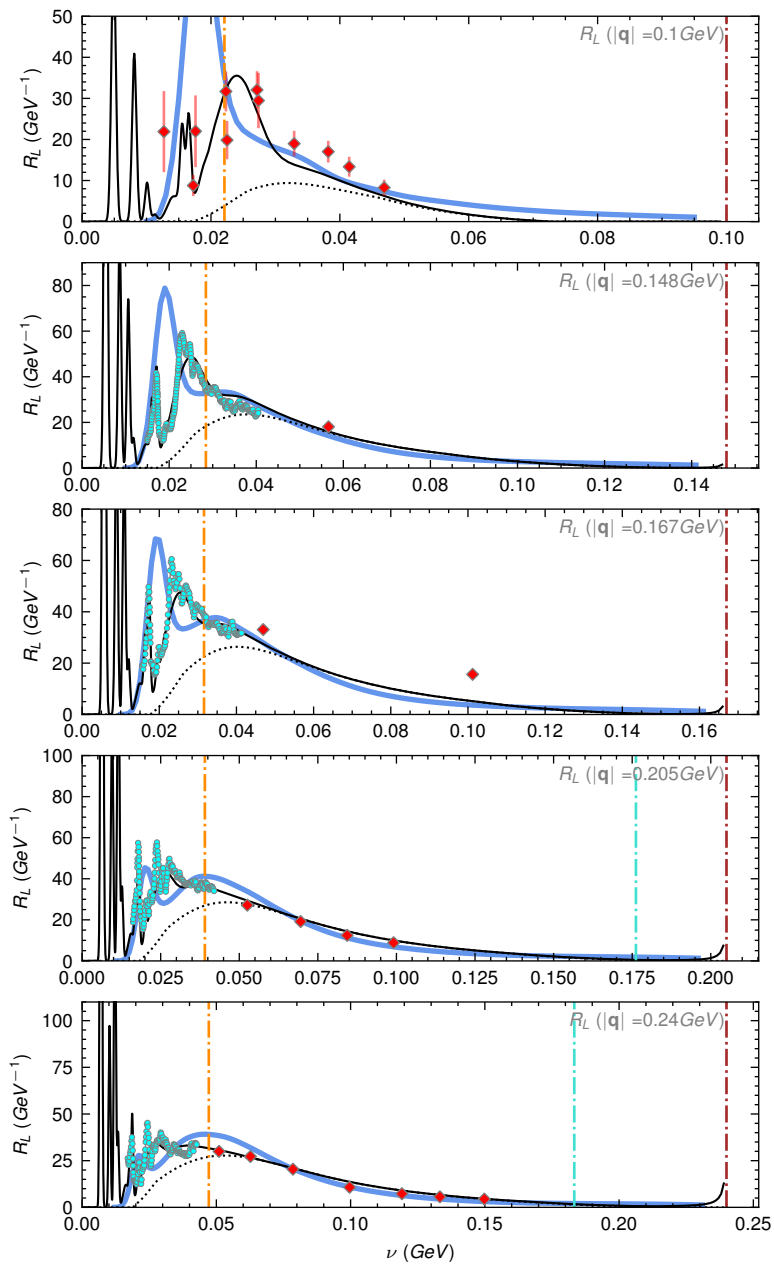 R_L (|q| =0.1GeV)
50
40
30
20
10
0
R_L (GeV⁻¹)
0.00 0.02 0.04 0.06 0.08 0.10
R_L (|q| =0.148GeV)
80
60
40
20
0
R_L (GeV⁻¹)
0.00 0.02 0.04 0.06 0.08 0.10 0.12 0.14
R_L (|q| =0.167GeV)
80
60
40
20
0
R_L (GeV⁻¹)
0.00 0.02 0.04 0.06 0.08 0.10 0.12 0.14 0.16
R_L (|q| =0.205GeV)
100
80
60
40
20
0
R_L (GeV⁻¹)
0.000 0.025 0.050 0.075 0.100 0.125 0.150 0.175 0.200
R_L (|q| =0.24GeV)
100
75
50
25
0
R_L (GeV⁻¹)
0.00 0.05 0.10 0.15 0.20 0.25
ν (GeV)